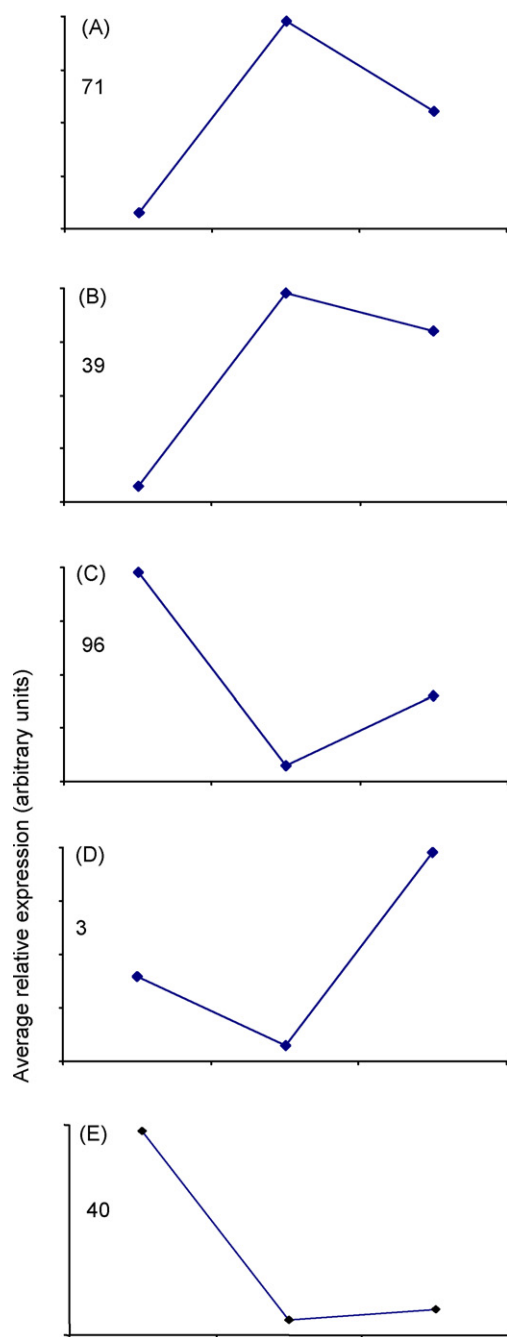 (A)
71
(B)
39
(C)
96
(D)
3
(E)
40
Average relative expression (arbitrary units)